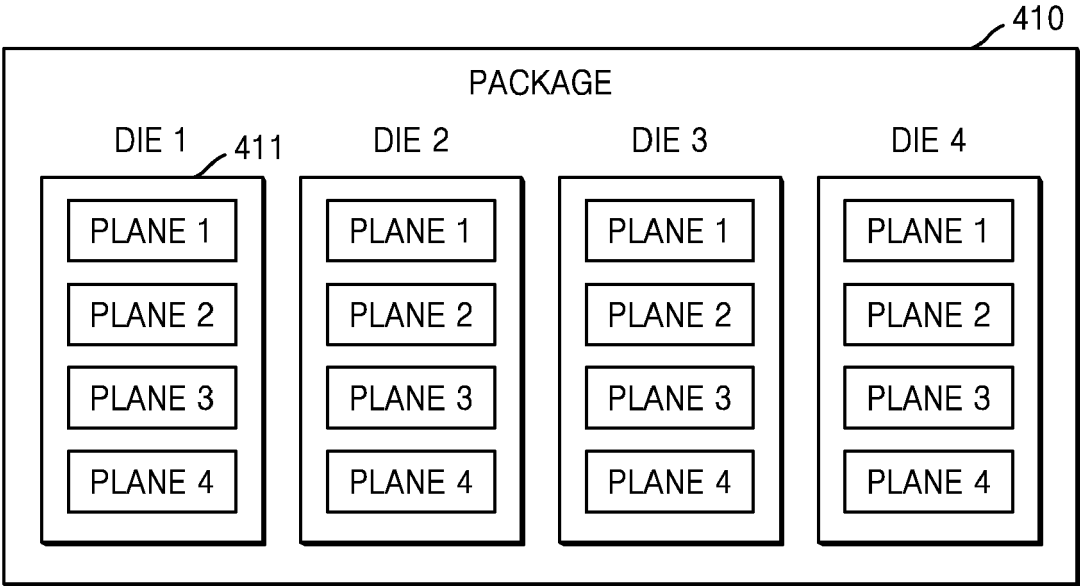 410
PACKAGE
DIE 1 DIE 2 DIE 3 DIE 4
411
PLANE 1 PLANE 1 PLANE 1 PLANE 1
PLANE 2 PLANE 2 PLANE 2 PLANE 2
PLANE 3 PLANE 3 PLANE 3 PLANE 3
PLANE 4 PLANE 4 PLANE 4 PLANE 4